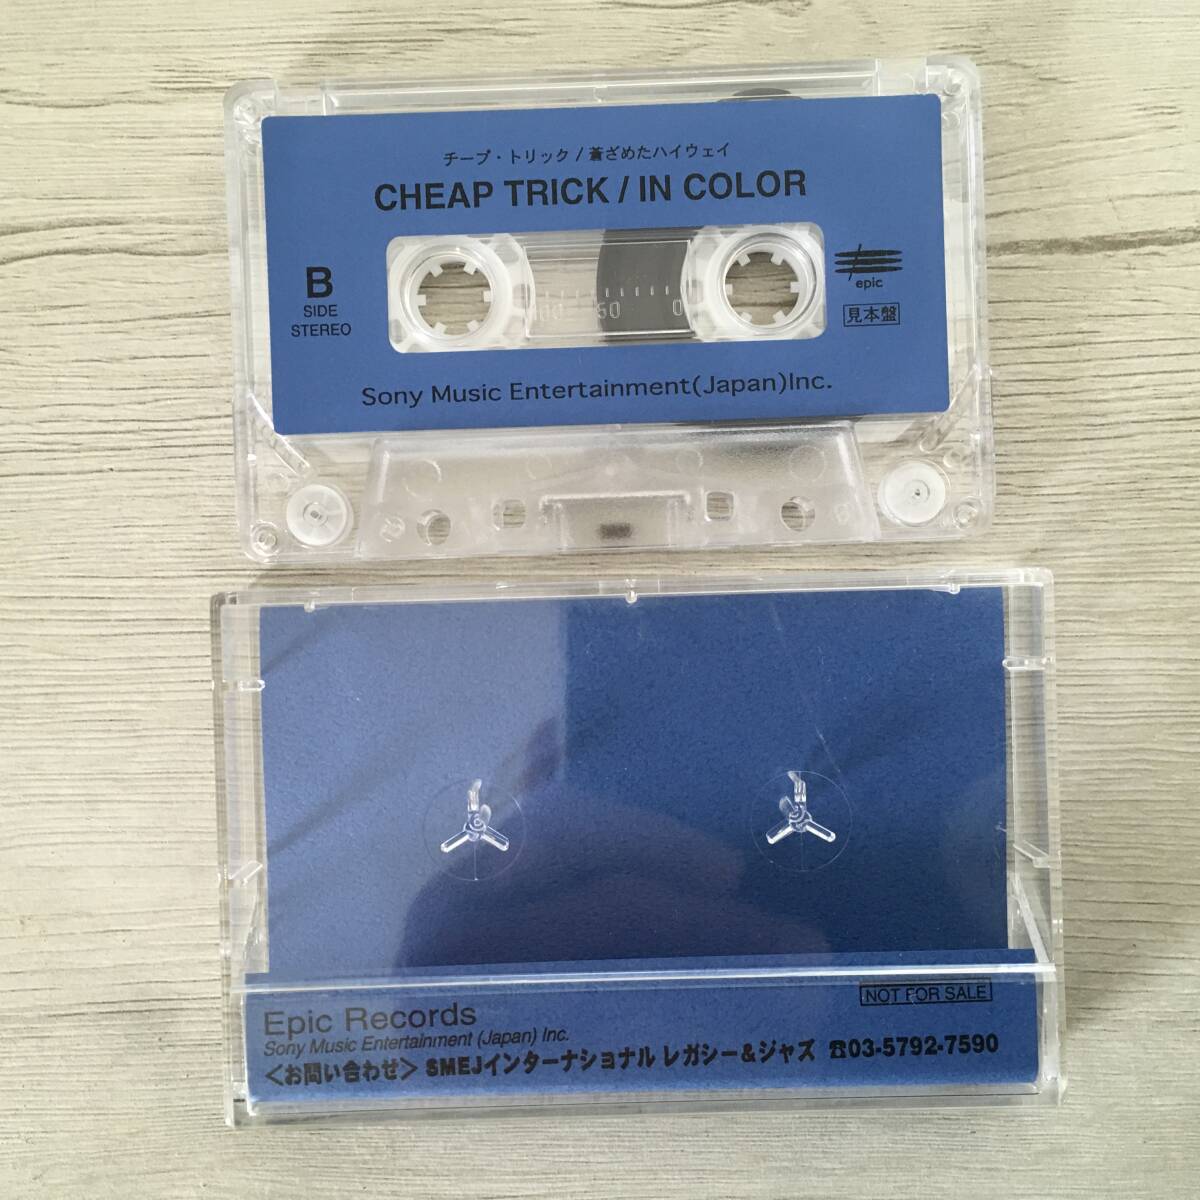 チープ・トリック / 蒼ざめたハイウェイ
CHEAP TRICK / IN COLOR
B
SIDE
STEREO
100 50 0
epic
見本盤
Sony Music Entertainment(Japan)Inc.
NOT FOR SALE
Epic Records
Sony Music Entertainment (Japan) Inc.
＜お問い合わせ＞ SMEJインターナショナル レガシー＆ジャズ ☎03-5792-7590